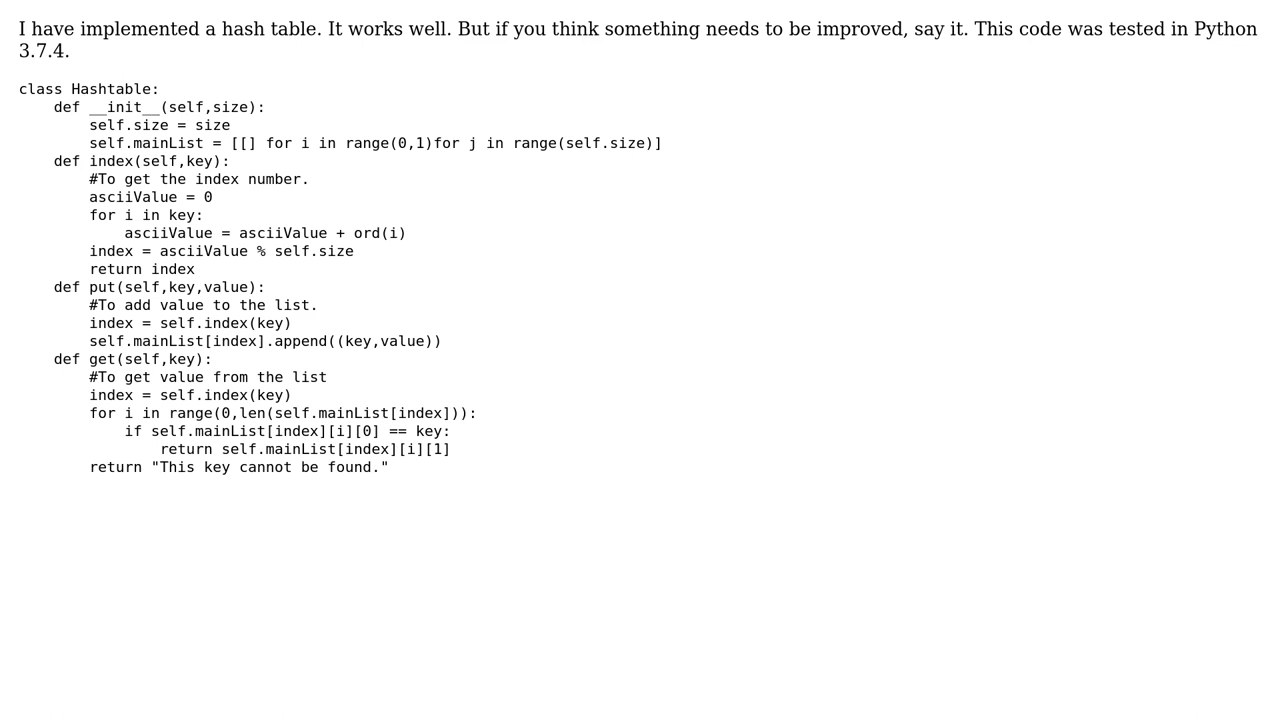 I have implemented a hash table. It works well. But if you think something needs to be improved, say it. This code was tested in Python
3.7.4.
class Hashtable:
    def __init__(self,size):
        self.size = size
        self.mainList = [[] for i in range(0,1)for j in range(self.size)]
    def index(self,key):
        #To get the index number.
        asciiValue = 0
        for i in key:
            asciiValue = asciiValue + ord(i)
        index = asciiValue % self.size
        return index
    def put(self,key,value):
        #To add value to the list.
        index = self.index(key)
        self.mainList[index].append((key,value))
    def get(self,key):
        #To get value from the list
        index = self.index(key)
        for i in range(0,len(self.mainList[index])):
            if self.mainList[index][i][0] == key:
                return self.mainList[index][i][1]
        return "This key cannot be found."